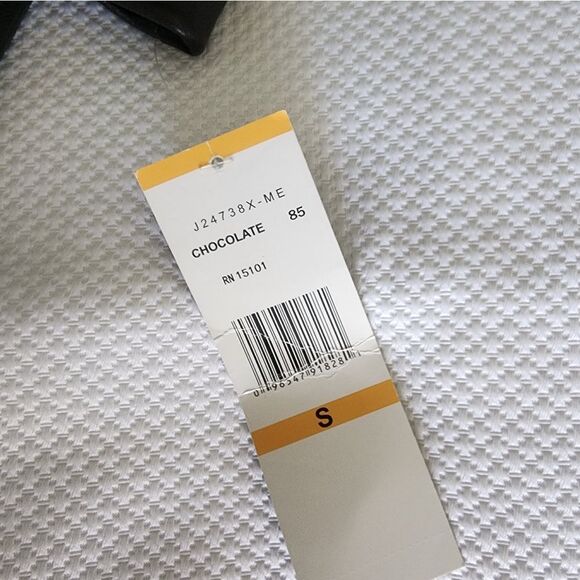 J24738X-ME
CHOCOLATE 85
RN 15101
S